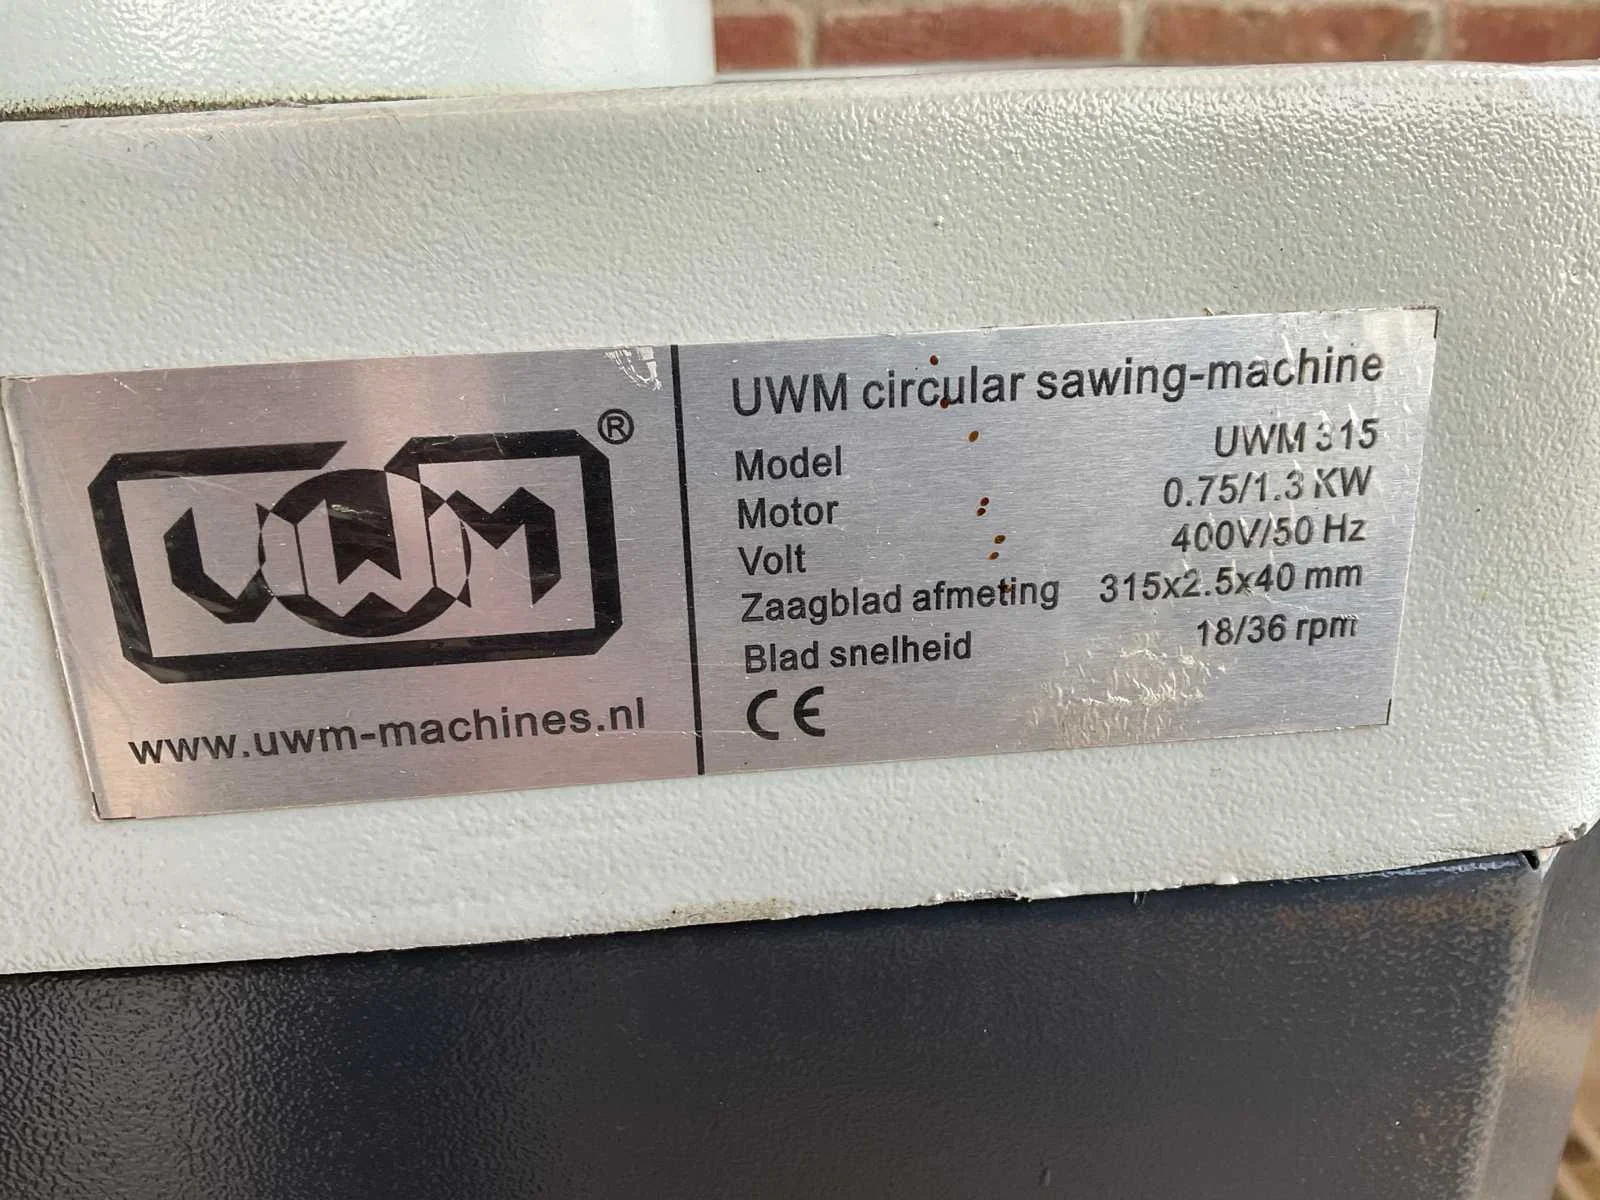 UWM ®
www.uwm-machines.nl
UWM circular sawing-machine
Model UWM 315
Motor 0.75/1.3 KW
Volt 400V/50 Hz
Zaagblad afmeting 315x2.5x40 mm
Blad snelheid 18/36 rpm
CE